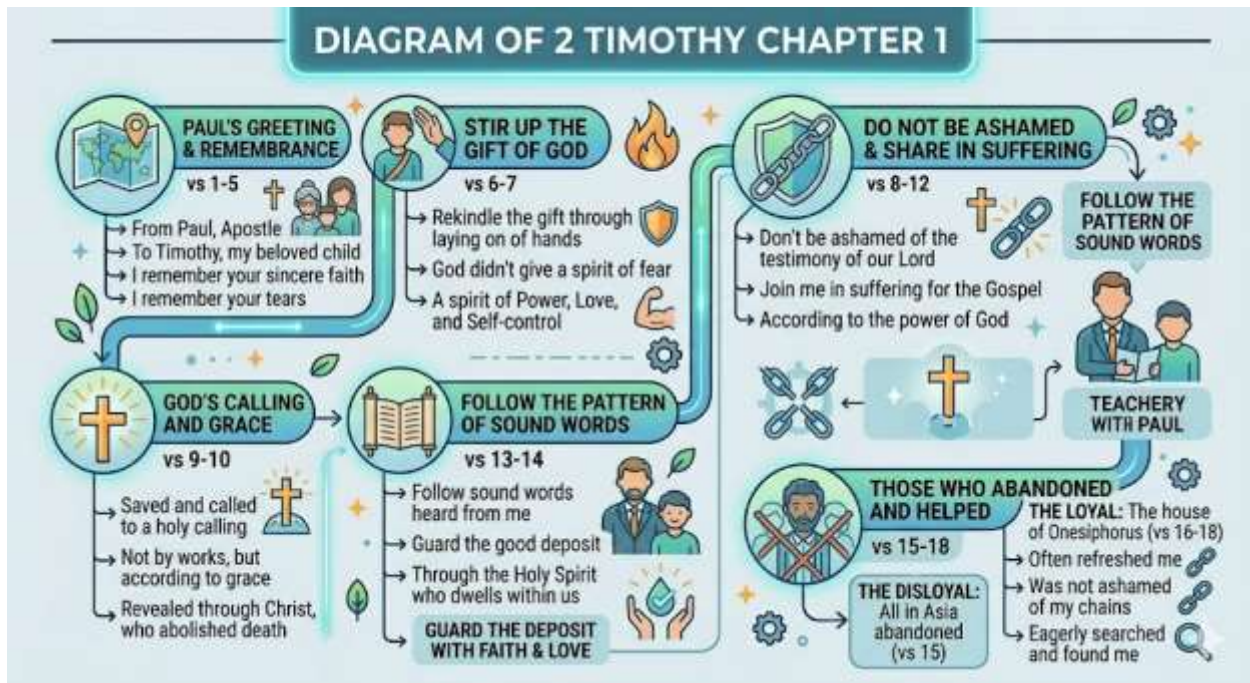 DIAGRAM OF 2 TIMOTHY CHAPTER 1
PAUL'S GREETING
& REMEMBRANCE
vs 1-5
From Paul, Apostle
To Timothy, my beloved child
I remember your sincere faith
I remember your tears
STIR UP THE
GIFT OF GOD
vs 6-7
Rekindle the gift through
laying on of hands
God didn't give a spirit of fear
A spirit of Power, Love,
and Self-control
GOD'S CALLING
AND GRACE
vs 9-10
Saved and called
to a holy calling
Not by works, but
according to grace
Revealed through Christ,
who abolished death
FOLLOW THE PATTERN
OF SOUND WORDS
vs 13-14
Follow sound words
heard from me
Guard the good deposit
Through the Holy Spirit
who dwells within us
GUARD THE DEPOSIT
WITH FAITH & LOVE
DO NOT BE ASHAMED
& SHARE IN SUFFERING
vs 8-12
Don't be ashamed of the
testimony of our Lord
Join me in suffering for the Gospel
According to the power of God
FOLLOW THE
PATTERN OF
SOUND WORDS
TEACHERY
WITH PAUL
THOSE WHO ABANDONED
AND HELPED
vs 15-18
THE DISLOYAL:
All in Asia
abandoned
(vs 15)
THE LOYAL: The house
of Onesiphorus (vs 16-18)
Often refreshed me
Was not ashamed
of my chains
Eagerly searched
and found me